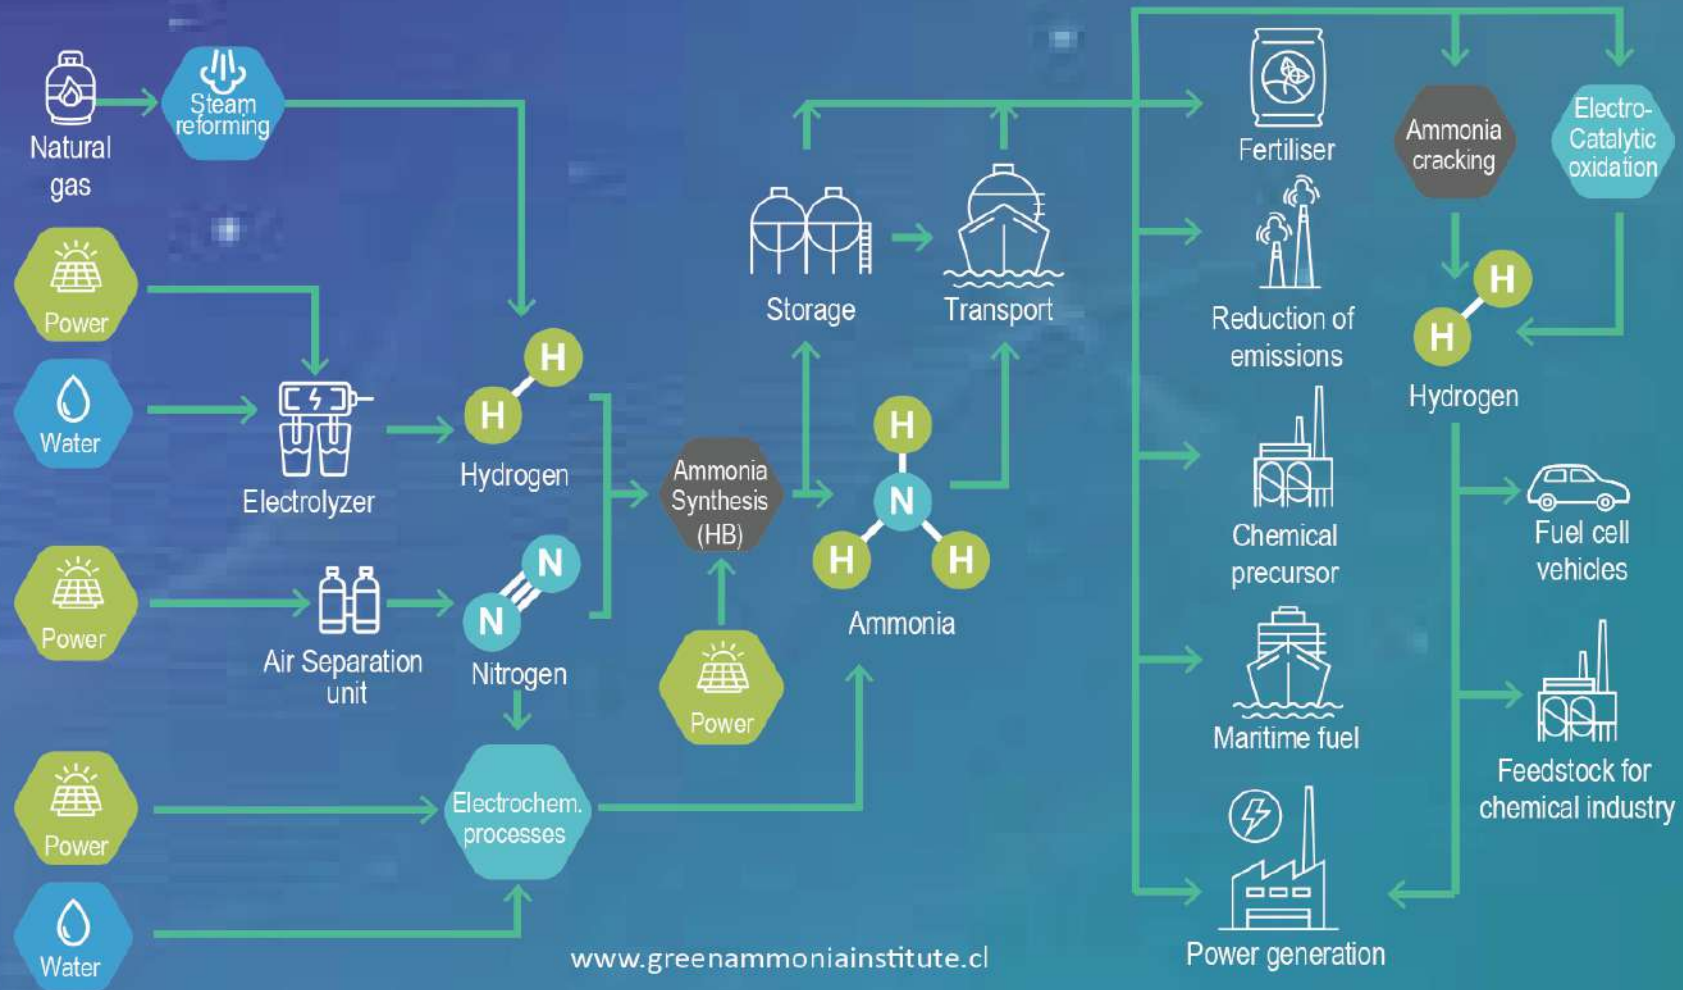 Natural
gas
Steam
reforming
Power
Water
Electrolyzer
H
H
Hydrogen
Power
Air Separation
unit
N
N
Nitrogen
Power
Water
Electrochem.
processes
Ammonia
Synthesis
(HB)
Power
Storage
Transport
H
N
H
H
Ammonia
Fertiliser
Reduction of
emissions
Chemical
precursor
Maritime fuel
Power generation
Ammonia
cracking
Electro-
Catalytic
oxidation
H
H
Hydrogen
Fuel cell
vehicles
Feedstock for
chemical industry
www.greenammoniainstitute.cl